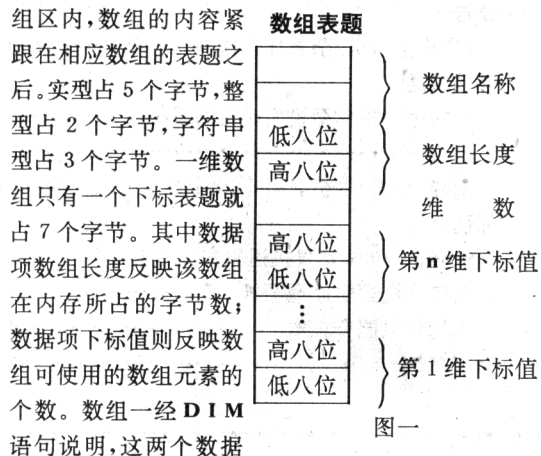 组区内，数组的内容紧
跟在相应数组的表题之
后。实型占5个字节，整
型占2个字节，字符串
型占3个字节。一维数
组只有一个下标表题就
占7个字节。其中数据
项数组长度反映该数组
在内存所占的字节数；
数据项下标值则反映数
组可使用的数组元素的
个数。数组一经DIM
语句说明，这两个数据
数组表题
数组名称
低八位
高八位
数组长度
维 数
高八位
低八位
第n维下标值
⋮
高八位
低八位
第1维下标值
图一